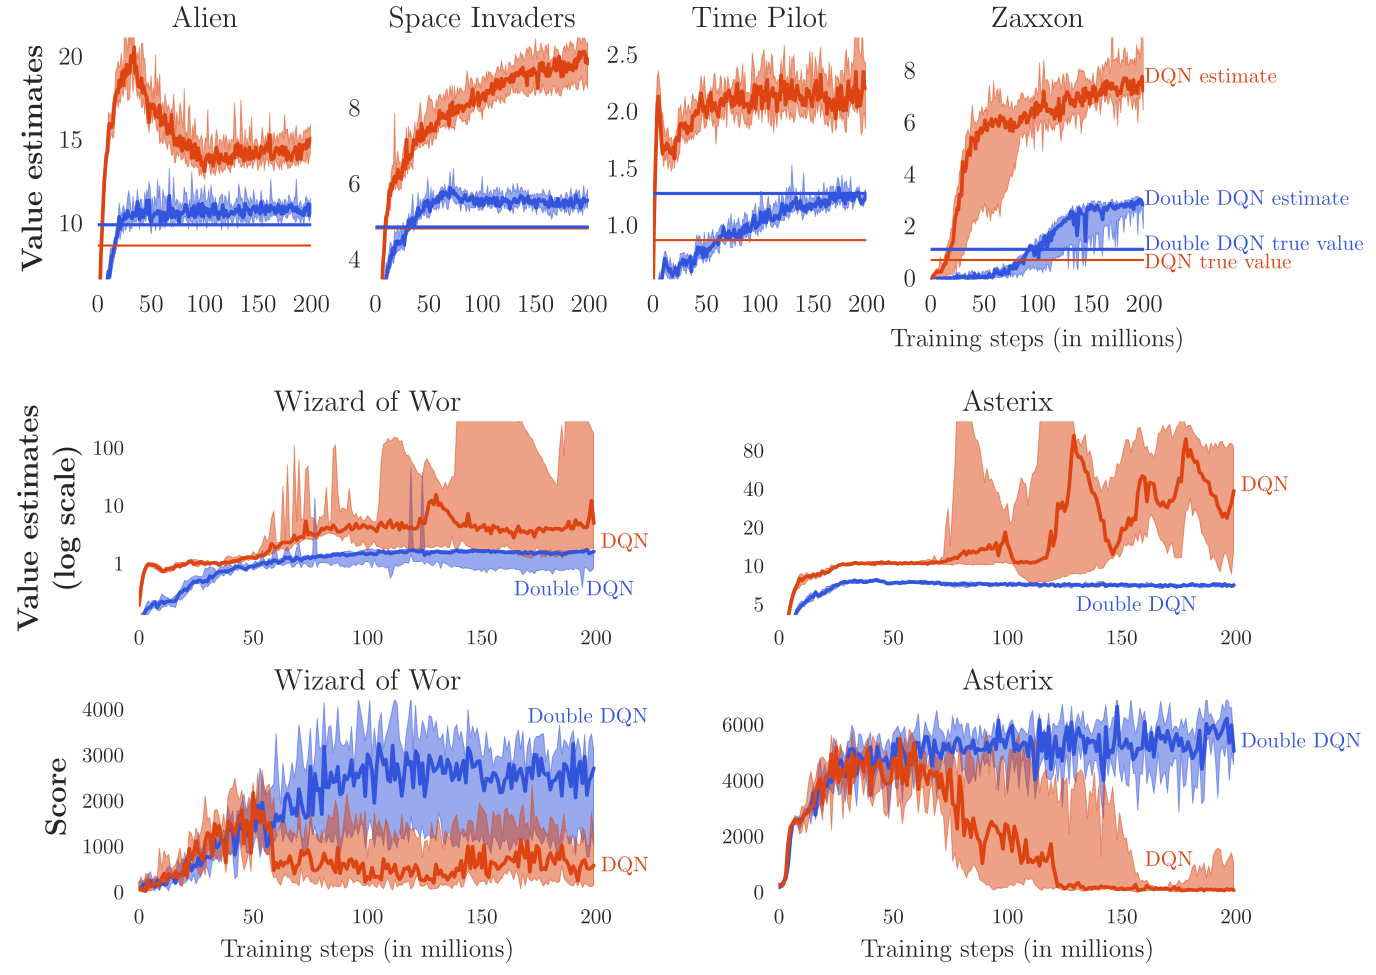 Alien
Space Invaders
Time Pilot
Zaxxon
Value estimates
20
15
10
0 50 100 150 200
8
6
4
0 50 100 150 200
2.5
2.0
1.5
1.0
0 50 100 150 200
8
6
4
2
0
0 50 100 150 200
DQN estimate
Double DQN estimate
Double DQN true value
DQN true value
Training steps (in millions)
Wizard of Wor
Asterix
Value estimates
(log scale)
100
10
1
DQN
Double DQN
0 50 100 150 200
80
40
20
10
5
DQN
Double DQN
0 50 100 150 200
Wizard of Wor
Asterix
Score
4000
3000
2000
1000
0
Double DQN
DQN
0 50 100 150 200
Training steps (in millions)
6000
4000
2000
0
Double DQN
DQN
0 50 100 150 200
Training steps (in millions)